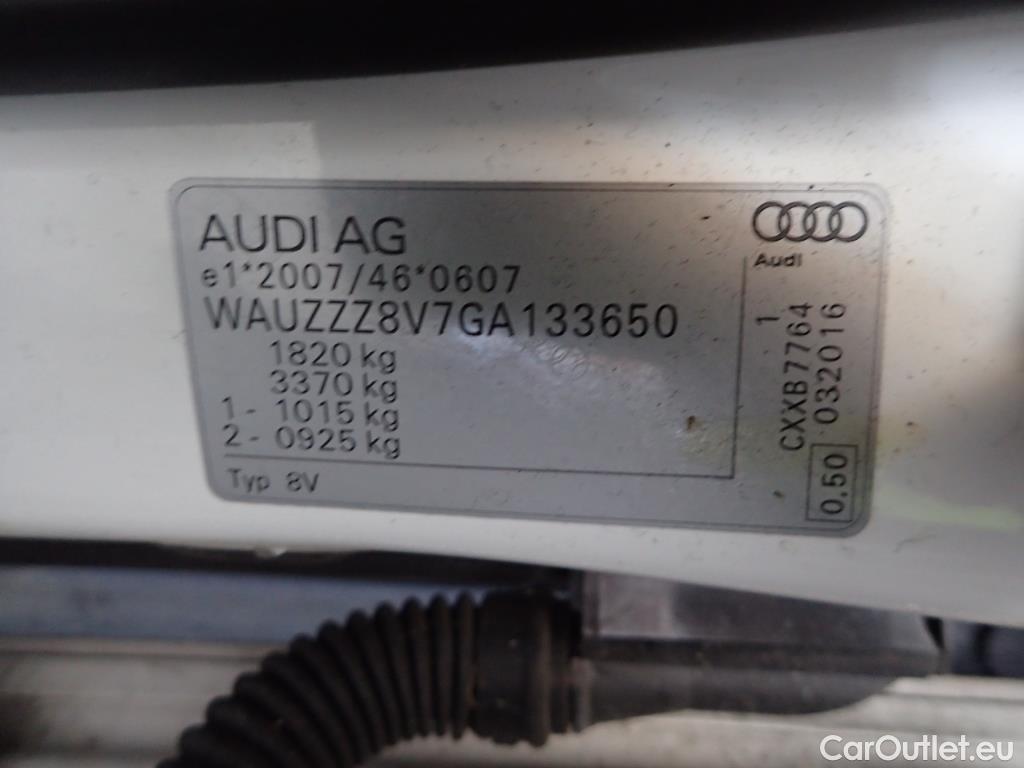 AUDI AG
e1*2007/46*0607
WAUZZZ8V7GA133650
1820 kg
3370 kg
1- 1015 kg
2- 0925 kg
Typ 8V
Audi
1
CXXB7764
032016
0.50
CarOutlet.eu